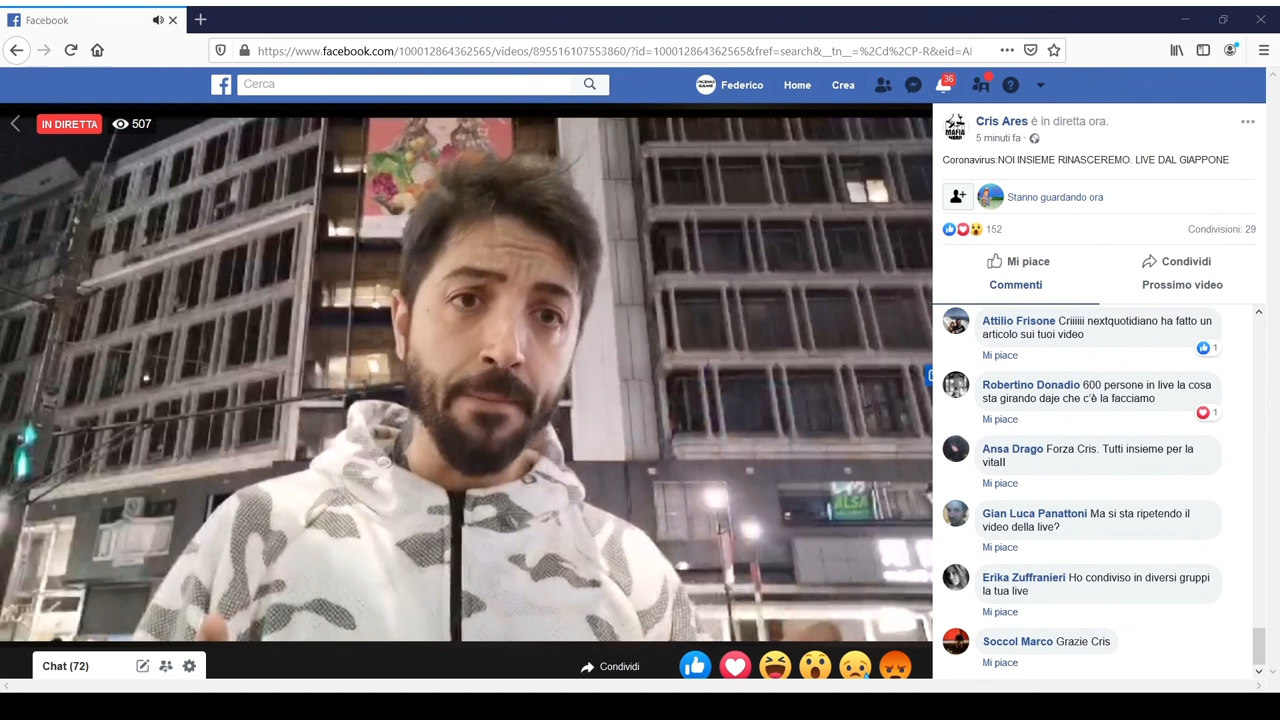 Facebook
https://www.facebook.com/100012864362565/videos/895516107553860/?id=100012864362565&fref=search&__tn__=%2Cd%2CP-R&eid=Al
Cerca
Federico
Home
Crea
36
IN DIRETTA
507
ALSA
Cris Ares è in diretta ora.
5 minuti fa ·
Coronavirus:NOI INSIEME RINASCEREMO. LIVE DAL GIAPPONE
Stanno guardando ora
152
Condivisioni: 29
Mi piace
Condividi
Commenti
Prossimo video
Attilio Frisone Criiiiii nextquotidiano ha fatto un
articolo sui tuoi video
1
Mi piace
Robertino Donadio 600 persone in live la cosa
sta girando daje che c'è la facciamo
1
Mi piace
Ansa Drago Forza Cris. Tutti insieme per la
vitaII
Mi piace
Gian Luca Panattoni Ma si sta ripetendo il
video della live?
Mi piace
Erika Zuffranieri Ho condiviso in diversi gruppi
la tua live
Mi piace
Soccol Marco Grazie Cris
Mi piace
Chat (72)
Condividi